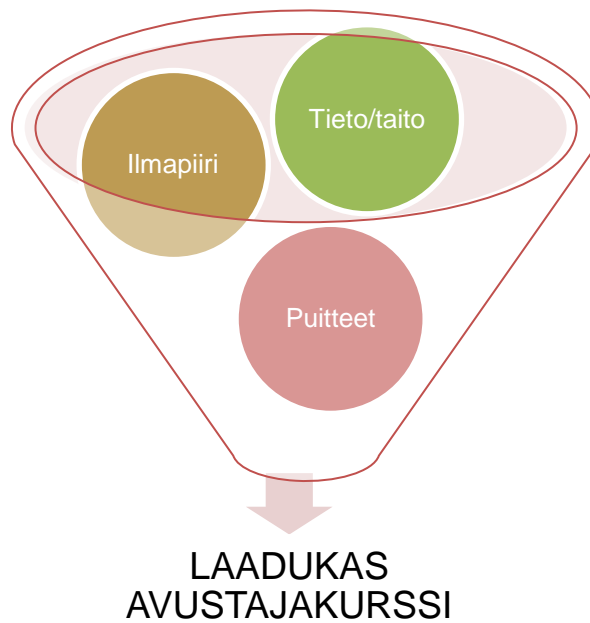 Tieto/taito
Ilmapiiri
Puitteet
LAADUKAS
AVUSTAJAKURSSI